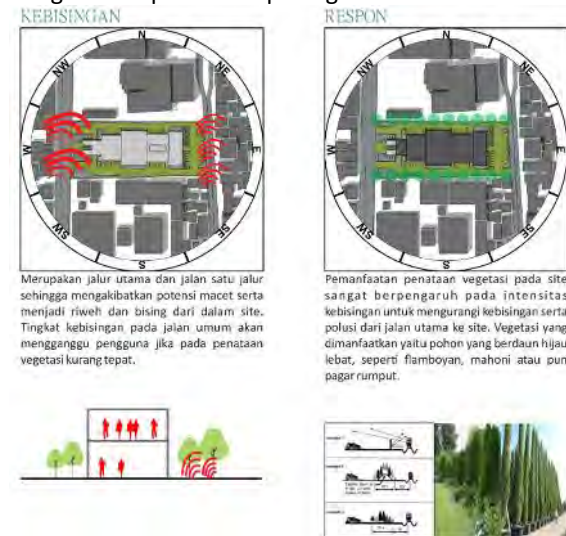 KEBISINGAN
N
NE
E
S
SW
W
NW
Merupakan jalur utama dan jalan satu jalur
sehingga mengakibatkan potensi macet serta
menjadi riweh dan bising dari dalam site.
Tingkat kebisingan pada jalan umum akan
mengganggu pengguna jika pada penataan
vegetasi kurang tepat.
RESPON
N
NE
E
SE
S
SW
W
NW
Pemanfaatan penataan vegetasi pada site
sangat berpengaruh pada intensitas
kebisingan untuk mengurangi kebisingan serta
polusi dari jalan utama ke site. Vegetasi yang
dimanfaatkan yaitu pohon yang berdaun hijau
lebat, seperti flamboyan, mahoni atau pun
pagar rumput.